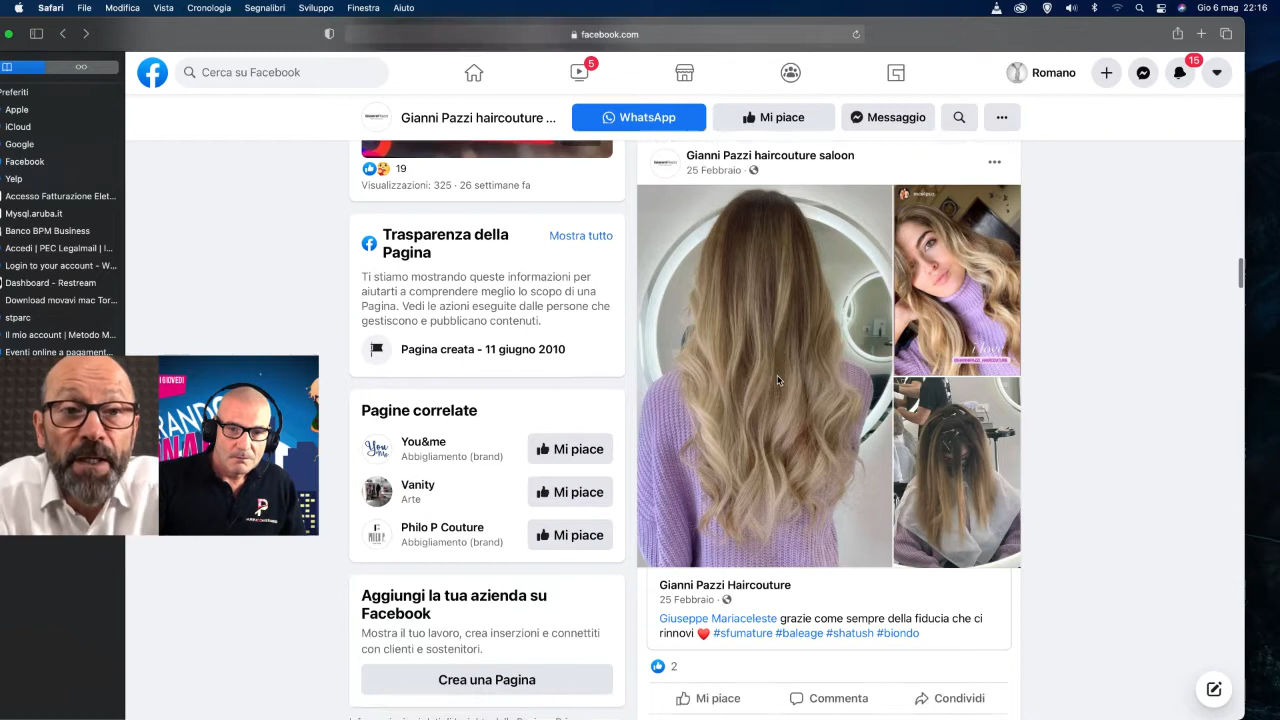 Safari File Modifica Vista Cronologia Segnalibri Sviluppo Finestra Aiuto
Gio 6 mag 22:16
facebook.com
Preferiti
Apple
iCloud
Google
Facebook
Yelp
Accesso Fatturazione Elet...
Mysql.aruba.it
Banco BPM Business
Accedi | PEC Legalmail | I...
Login to your account - W...
Dashboard - Restream
Download movavi mac Tor...
stparc
Il mio account | Metodo M...
Eventi online a pagament...
Cerca su Facebook
5
Romano
15
Gianni Pazzi haircouture ...
WhatsApp
Mi piace
Messaggio
19
Visualizzazioni: 325 · 26 settimane fa
Trasparenza della
Pagina
Mostra tutto
Ti stiamo mostrando queste informazioni per
aiutarti a comprendere meglio lo scopo di una
Pagina. Vedi le azioni eseguite dalle persone che
gestiscono e pubblicano contenuti.
Pagina creata - 11 giugno 2010
Pagine correlate
You&me
Abbigliamento (brand)
Mi piace
Vanity
Arte
Mi piace
Philo P Couture
Abbigliamento (brand)
Mi piace
Aggiungi la tua azienda su
Facebook
Mostra il tuo lavoro, crea inserzioni e connettiti
con clienti e sostenitori.
Crea una Pagina
Gianni Pazzi haircouture saloon
25 Febbraio ·
i love
Gianni Pazzi Haircouture
25 Febbraio ·
Giuseppe Mariaceleste grazie come sempre della fiducia che ci
rinnovi ❤️ #sfumature #baleage #shatush #biondo
2
Mi piace
Commenta
Condividi